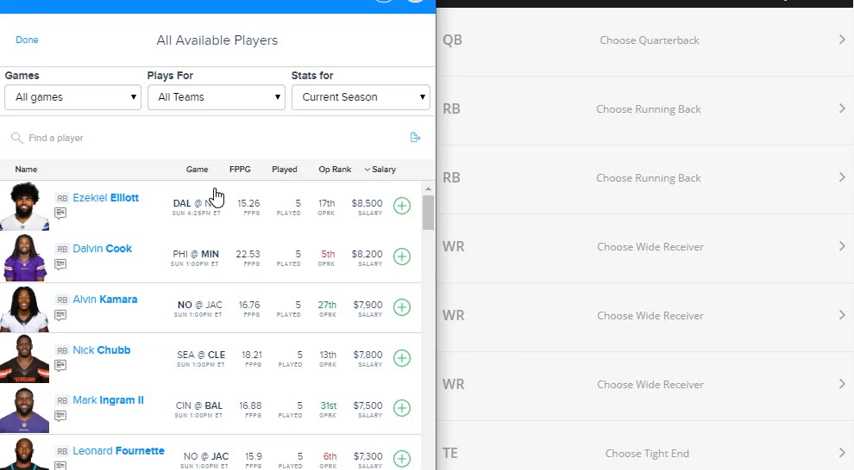 Done
All Available Players
Games
Plays For
Stats for
All games
All Teams
Current Season
Find a player
Name Game FPPG Played Op Rank Salary
RB Ezekiel Elliott DAL @ 15.26 5 17th $8,500
SUN 4:25PM ET FPPG PLAYED OPRK SALARY
RB Dalvin Cook PHI @ MIN 22.53 5 5th $8,200
SUN 1:00PM ET FPPG PLAYED OPRK SALARY
RB Alvin Kamara NO @ JAC 16.76 5 27th $7,900
SUN 1:00PM ET FPPG PLAYED OPRK SALARY
RB Nick Chubb SEA @ CLE 18.21 5 13th $7,800
SUN 1:00PM ET FPPG PLAYED OPRK SALARY
RB Mark Ingram II CIN @ BAL 16.88 5 31st $7,500
SUN 1:00PM ET FPPG PLAYED OPRK SALARY
RB Leonard Fournette NO @ JAC 15.9 5 6th $7,300
QB Choose Quarterback
RB Choose Running Back
RB Choose Running Back
WR Choose Wide Receiver
WR Choose Wide Receiver
WR Choose Wide Receiver
TE Choose Tight End